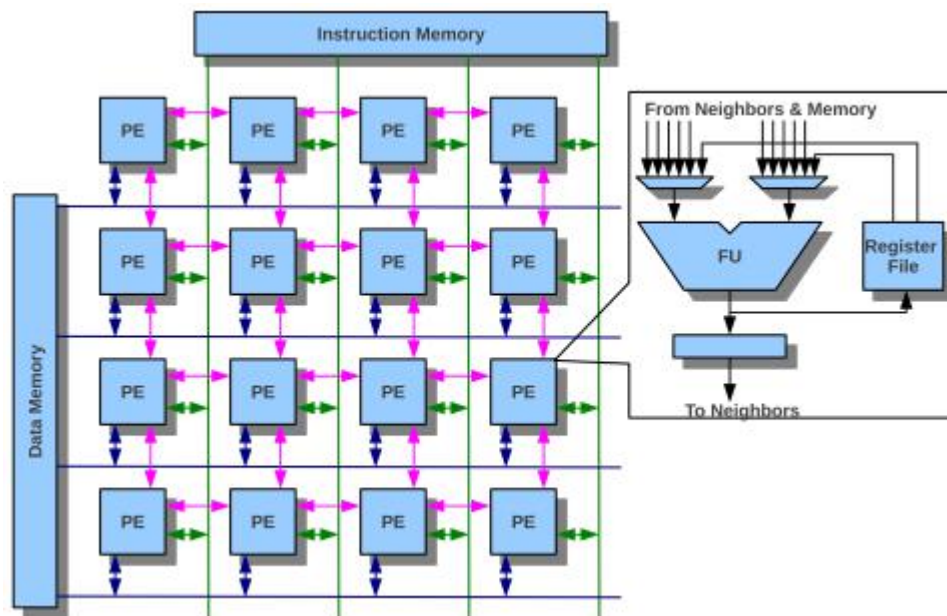 Instruction Memory
PE PE PE PE
From Neighbors & Memory
PE PE PE PE
FU
Register
File
Data Memory
PE PE PE PE
To Neighbors
PE PE PE PE